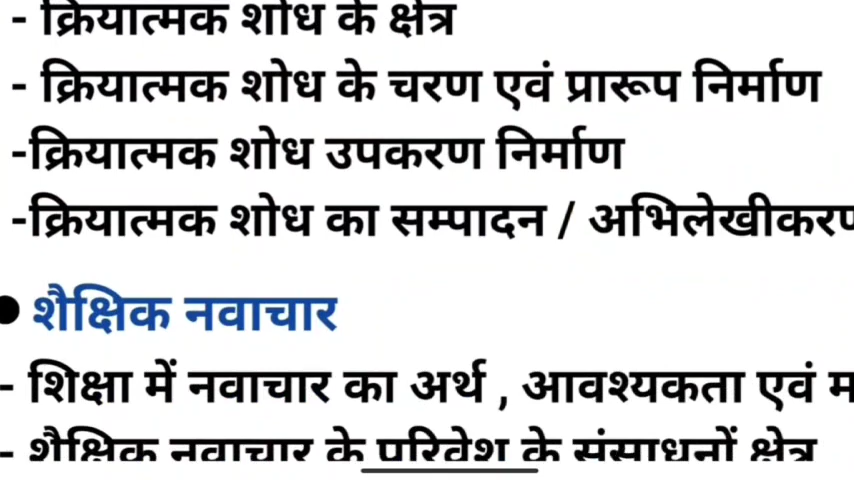 - क्रियात्मक शोध के क्षेत्र
- क्रियात्मक शोध के चरण एवं प्रारूप निर्माण
-क्रियात्मक शोध उपकरण निर्माण
-क्रियात्मक शोध का सम्पादन / अभिलेखीकरण
● शैक्षिक नवाचार
- शिक्षा में नवाचार का अर्थ , आवश्यकता एवं
- शैक्षिक नवाचार के परिवेश के संसाधनों क्षेत्र